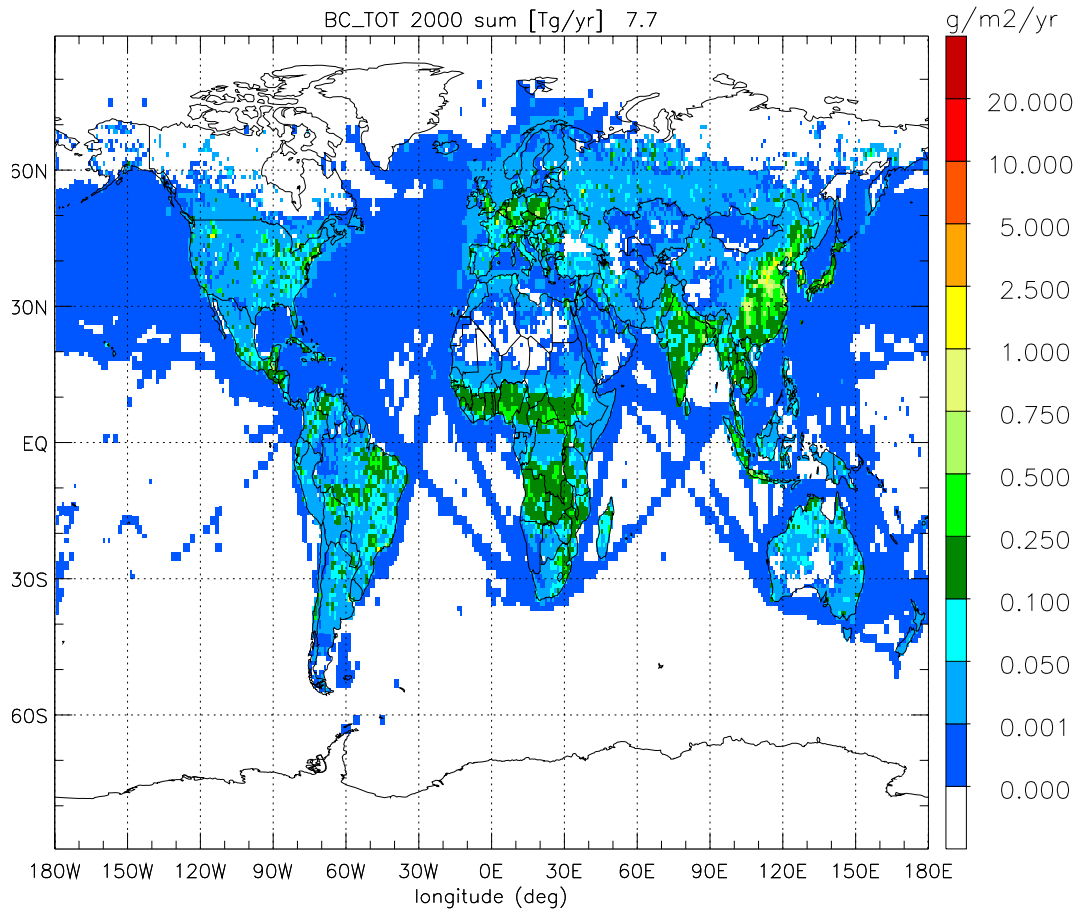 BC_TOT 2000 sum [Tg/yr] 7.7
g/m2/yr
20.000
10.000
5.000
2.500
1.000
0.750
0.500
0.250
0.100
0.050
0.001
0.000
60N
30N
EQ
30S
60S
180W 150W 120W 90W 60W 30W 0E 30E 60E 90E 120E 150E 180E
longitude (deg)